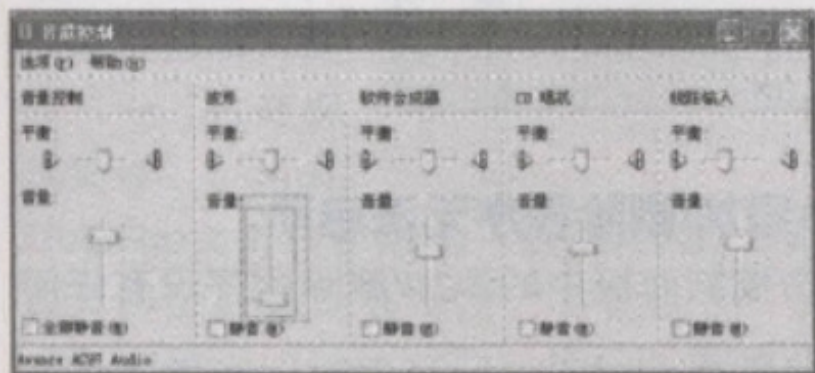 音量控制
选项(P) 帮助(H)
音量控制 波形 软件合成器 CD 唱机 线路输入
平衡: 平衡: 平衡: 平衡: 平衡:
音量: 音量: 音量: 音量: 音量:
全部静音(M) 静音(M) 静音(M) 静音(M) 静音(M)
Avance AC97 Audio